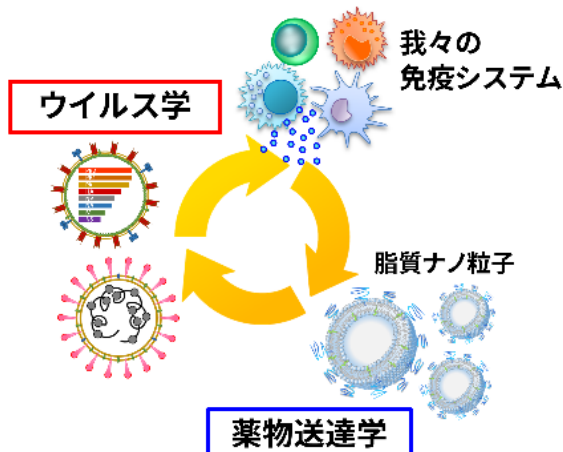 我々の
免疫システム
ウイルス学
脂質ナノ粒子
薬物送達学